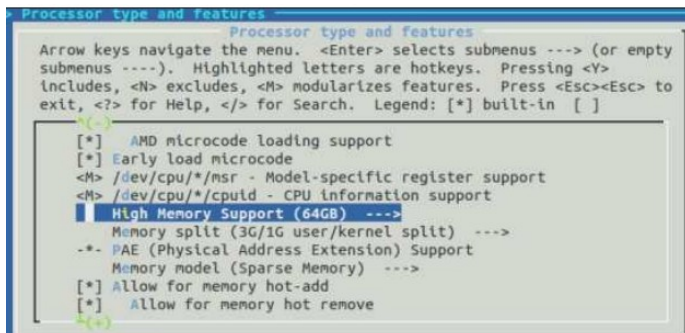 > Processor type and features
Processor type and features
Arrow keys navigate the menu. <Enter> selects submenus ---> (or empty
submenus ----). Highlighted letters are hotkeys. Pressing <Y>
includes, <N> excludes, <M> modularizes features. Press <Esc><Esc> to
exit, <?> for Help, </> for Search. Legend: [*] built-in [ ]
^(-)
[*] AMD microcode loading support
[*] Early load microcode
<M> /dev/cpu/*/msr - Model-specific register support
<M> /dev/cpu/*/cpuid - CPU information support
High Memory Support (64GB) --->
Memory split (3G/1G user/kernel split) --->
-*- PAE (Physical Address Extension) Support
Memory model (Sparse Memory) --->
[*] Allow for memory hot-add
[*] Allow for memory hot remove
┴(+)